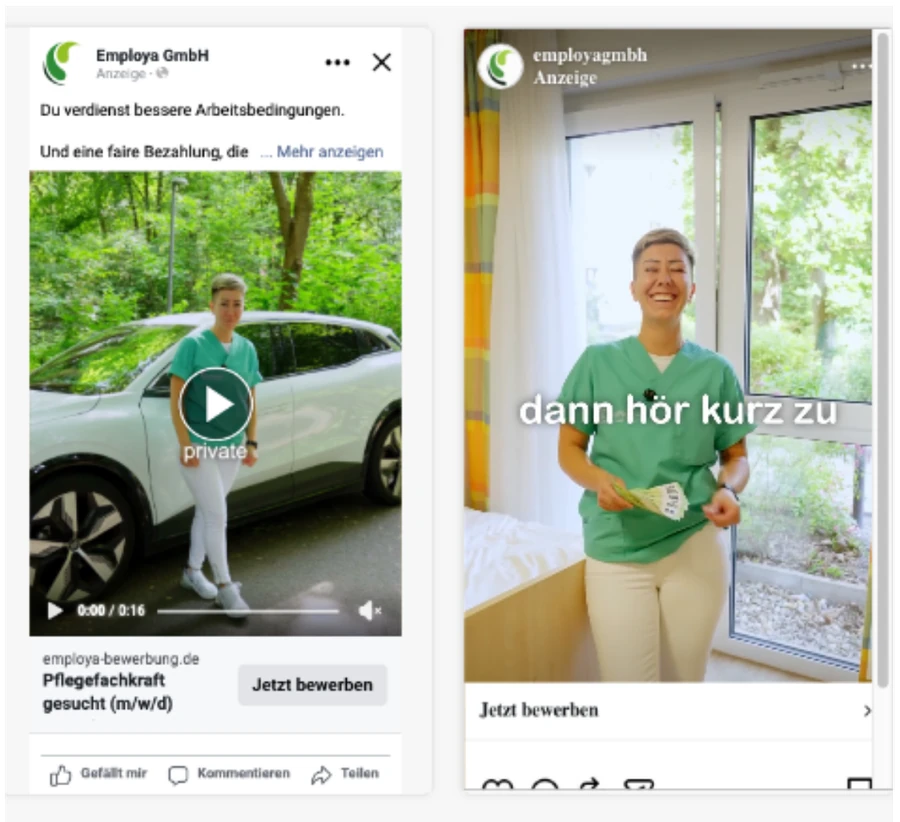 Employa GmbH
Anzeige ·
Du verdienst bessere Arbeitsbedingungen.
Und eine faire Bezahlung, die ... Mehr anzeigen
private
0:00 / 0:16
employa-bewerbung.de
Pflegefachkraft
gesucht (m/w/d)
Jetzt bewerben
Gefällt mir
Kommentieren
Teilen
employagmbh
Anzeige
dann hör kurz zu
Jetzt bewerben